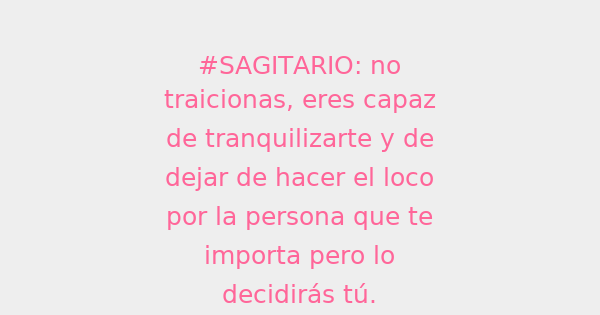 #SAGITARIO: no
traicionas, eres capaz
de tranquilizarte y de
dejar de hacer el loco
por la persona que te
importa pero lo
decidirás tú.